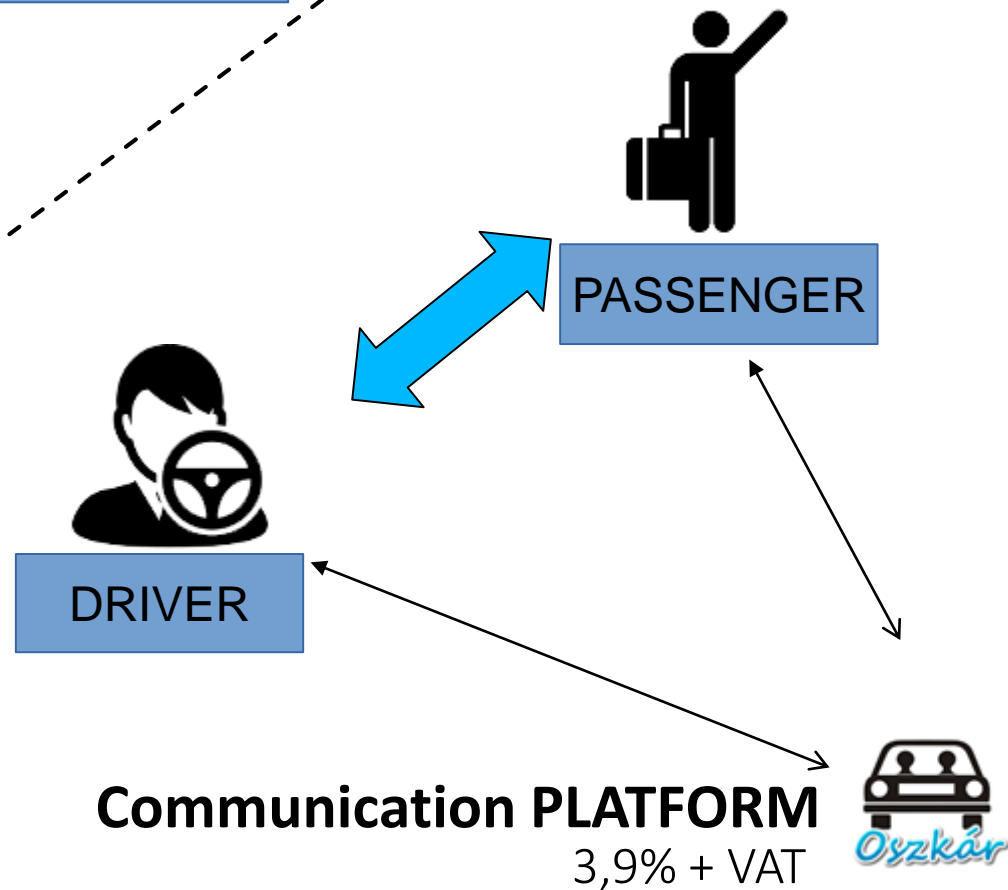 PASSENGER
DRIVER
Communication PLATFORM
3,9% + VAT
Oszkár